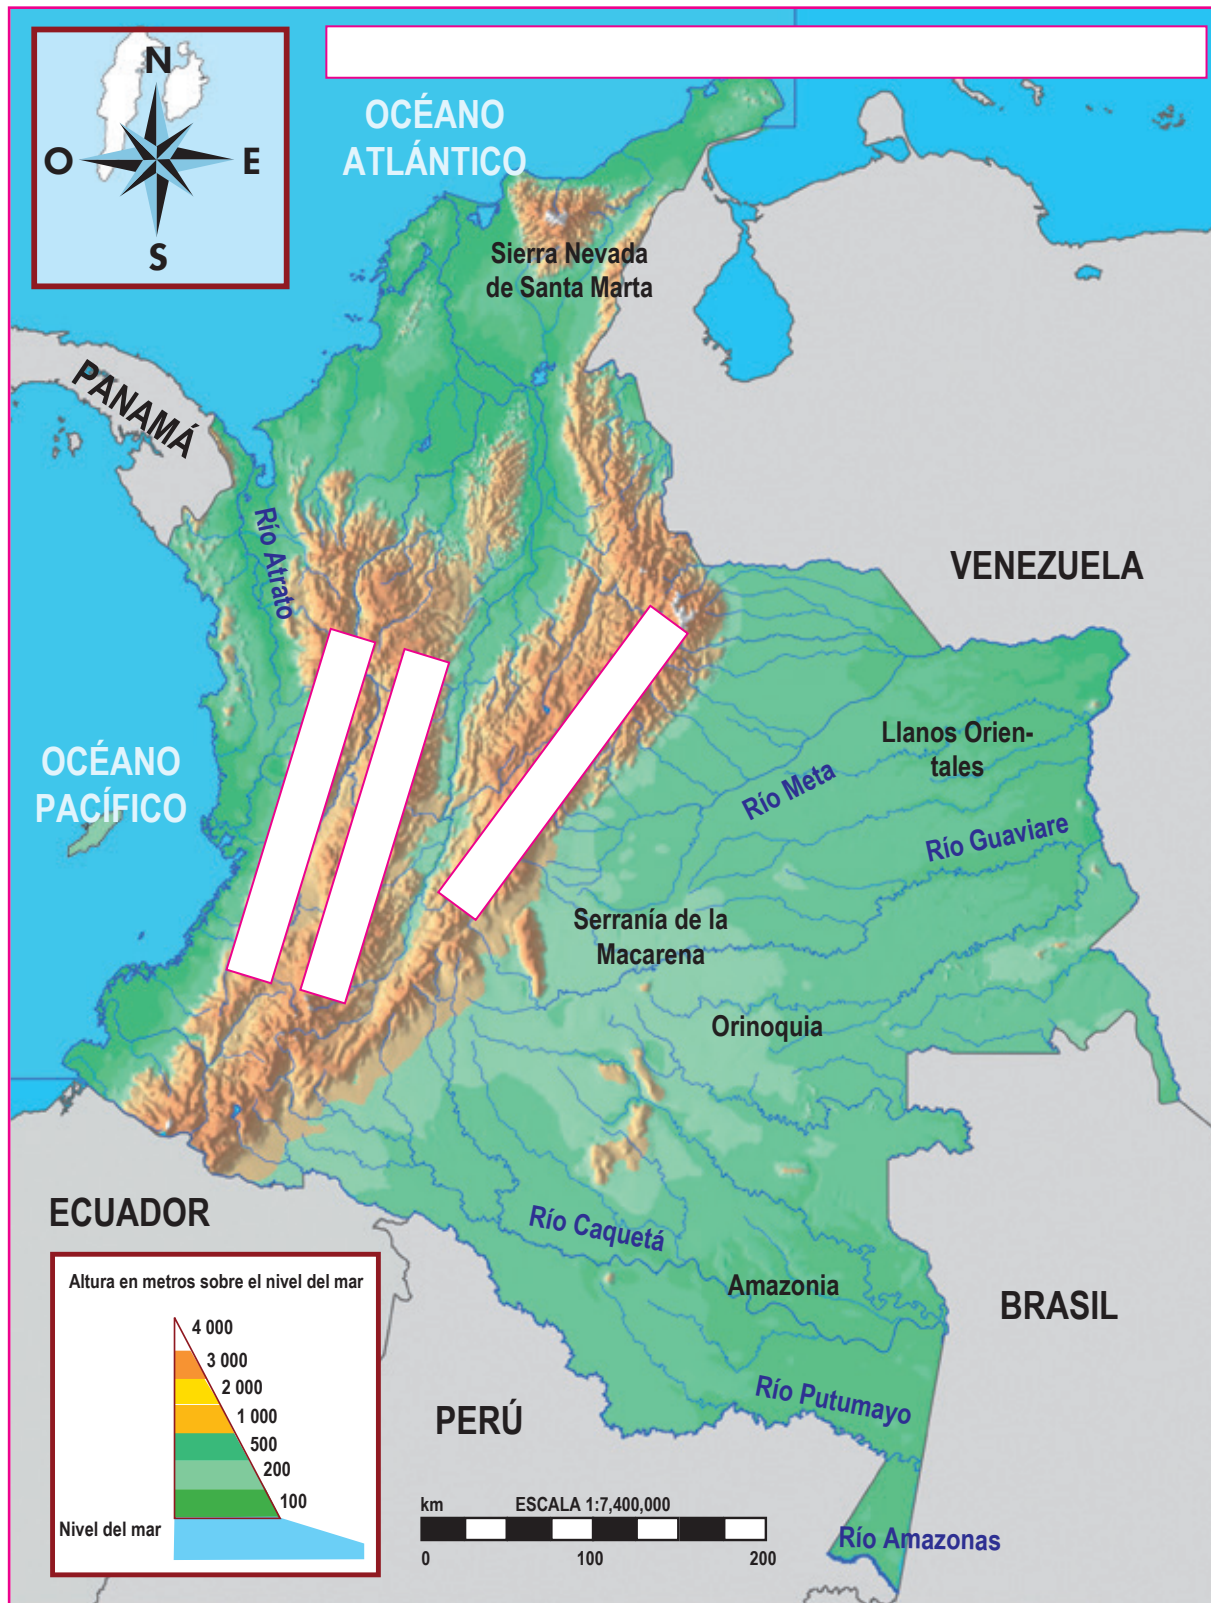 N
O
E
S
OCÉANO
ATLÁNTICO
Sierra Nevada
de Santa Marta
PANAMÁ
Río Atrato
VENEZUELA
OCÉANO
PACÍFICO
Llanos Orien-
tales
Río Meta
Río Guaviare
Serranía de la
Macarena
Orinoquia
ECUADOR
Río Caquetá
Amazonia
BRASIL
Río Putumayo
PERÚ
Río Amazonas
Altura en metros sobre el nivel del mar
4 000
3 000
2 000
1 000
500
200
100
Nivel del mar
km
ESCALA 1:7,400,000
0
100
200